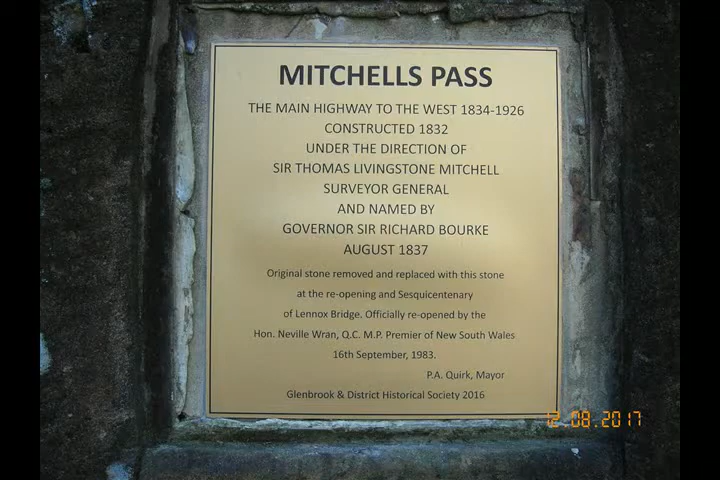 MITCHELLS PASS
THE MAIN HIGHWAY TO THE WEST 1834-1926
CONSTRUCTED 1832
UNDER THE DIRECTION OF
SIR THOMAS LIVINGSTONE MITCHELL
SURVEYOR GENERAL
AND NAMED BY
GOVERNOR SIR RICHARD BOURKE
AUGUST 1837
Original stone removed and replaced with this stone
at the re-opening and Sesquicentenary
of Lennox Bridge. Officially re-opened by the
Hon. Neville Wran, Q.C. M.P. Premier of New South Wales
16th September, 1983.
P.A. Quirk, Mayor
Glenbrook & District Historical Society 2016
12.08.2017